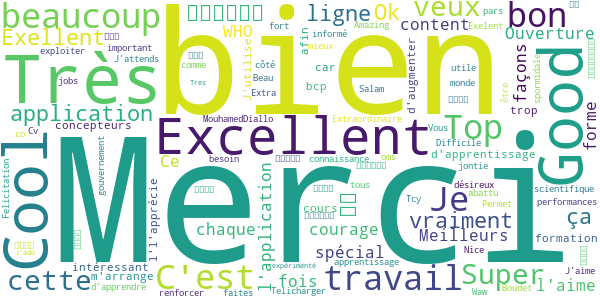 beaucoup
bien
ligne
Ok
veux
pars
bon
fort
Amazing
Exelent
content
WHO
informé
mieux
Exellent
afin
Ouverture
important
J'attends
exploiter
J'utilise
côté
comme
car
utile
d'augmenter
façons
Très
jobs
Beau
monde
Extra
bcp
Salam
Tres
être
spormidale
Good
application
MouhamedDiallo
Extraordinaire
trop
forme
co
Cv
concepteurs
Excellent
Top
Vous
Difficile
d'apprentissage
Ce
besoin
connaissance
oms
jontie
Felicitation
Cool
gouvernement
Merci
l'application
tous
désireux
abattu
scientifique
Permet
performances
l'apprécie
cours
Tcy
Je
chaque
courage
vraiment
ça
Meilleurs
formation
J'ado
spécial
Nice
intéressant
expérimenté
apprentissage
J'aime
cette
m'arrange
d'apprendre
C'est
fois
travail
Super
l'aime
Telicharger
Boudet
renforcer
faites
Waw